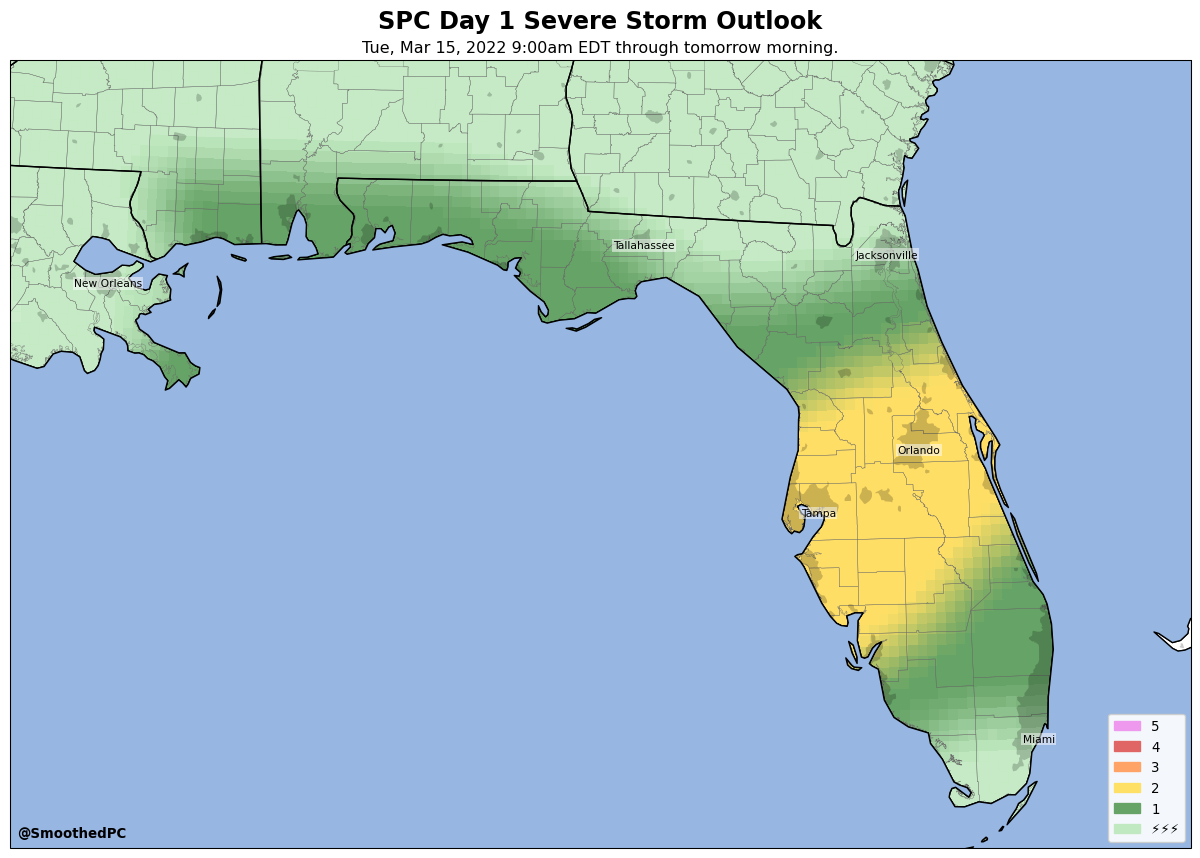 SPC Day 1 Severe Storm Outlook
Tue, Mar 15, 2022 9:00am EDT through tomorrow morning.
Tallahassee
Jacksonville
New Orleans
Orlando
Tampa
Miami
5
4
3
2
1
⚡⚡⚡
@SmoothedPC